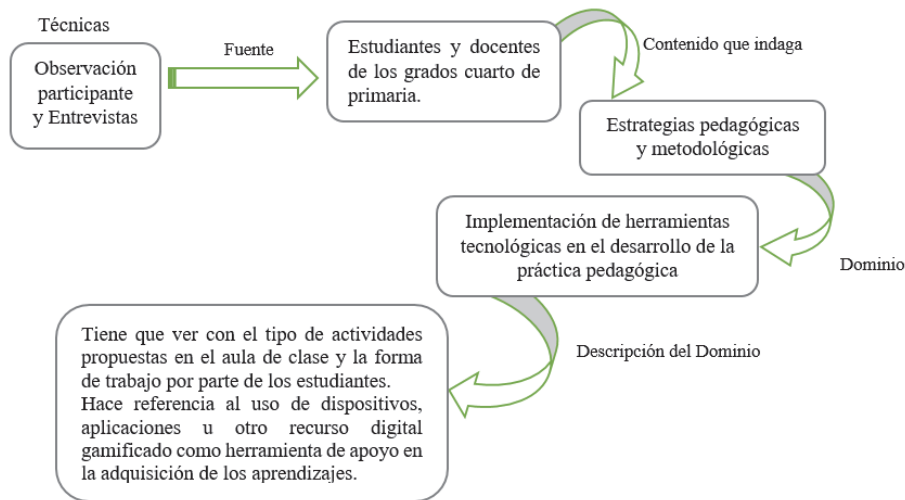 Técnicas
Observación
participante
y Entrevistas
Fuente
Estudiantes y docentes
de los grados cuarto de
primaria.
Contenido que indaga
Estrategias pedagógicas
y metodológicas
Dominio
Implementación de herramientas
tecnológicas en el desarrollo de la
práctica pedagógica
Descripción del Dominio
Tiene que ver con el tipo de actividades
propuestas en el aula de clase y la forma
de trabajo por parte de los estudiantes.
Hace referencia al uso de dispositivos,
aplicaciones u otro recurso digital
gamificado como herramienta de apoyo en
la adquisición de los aprendizajes.